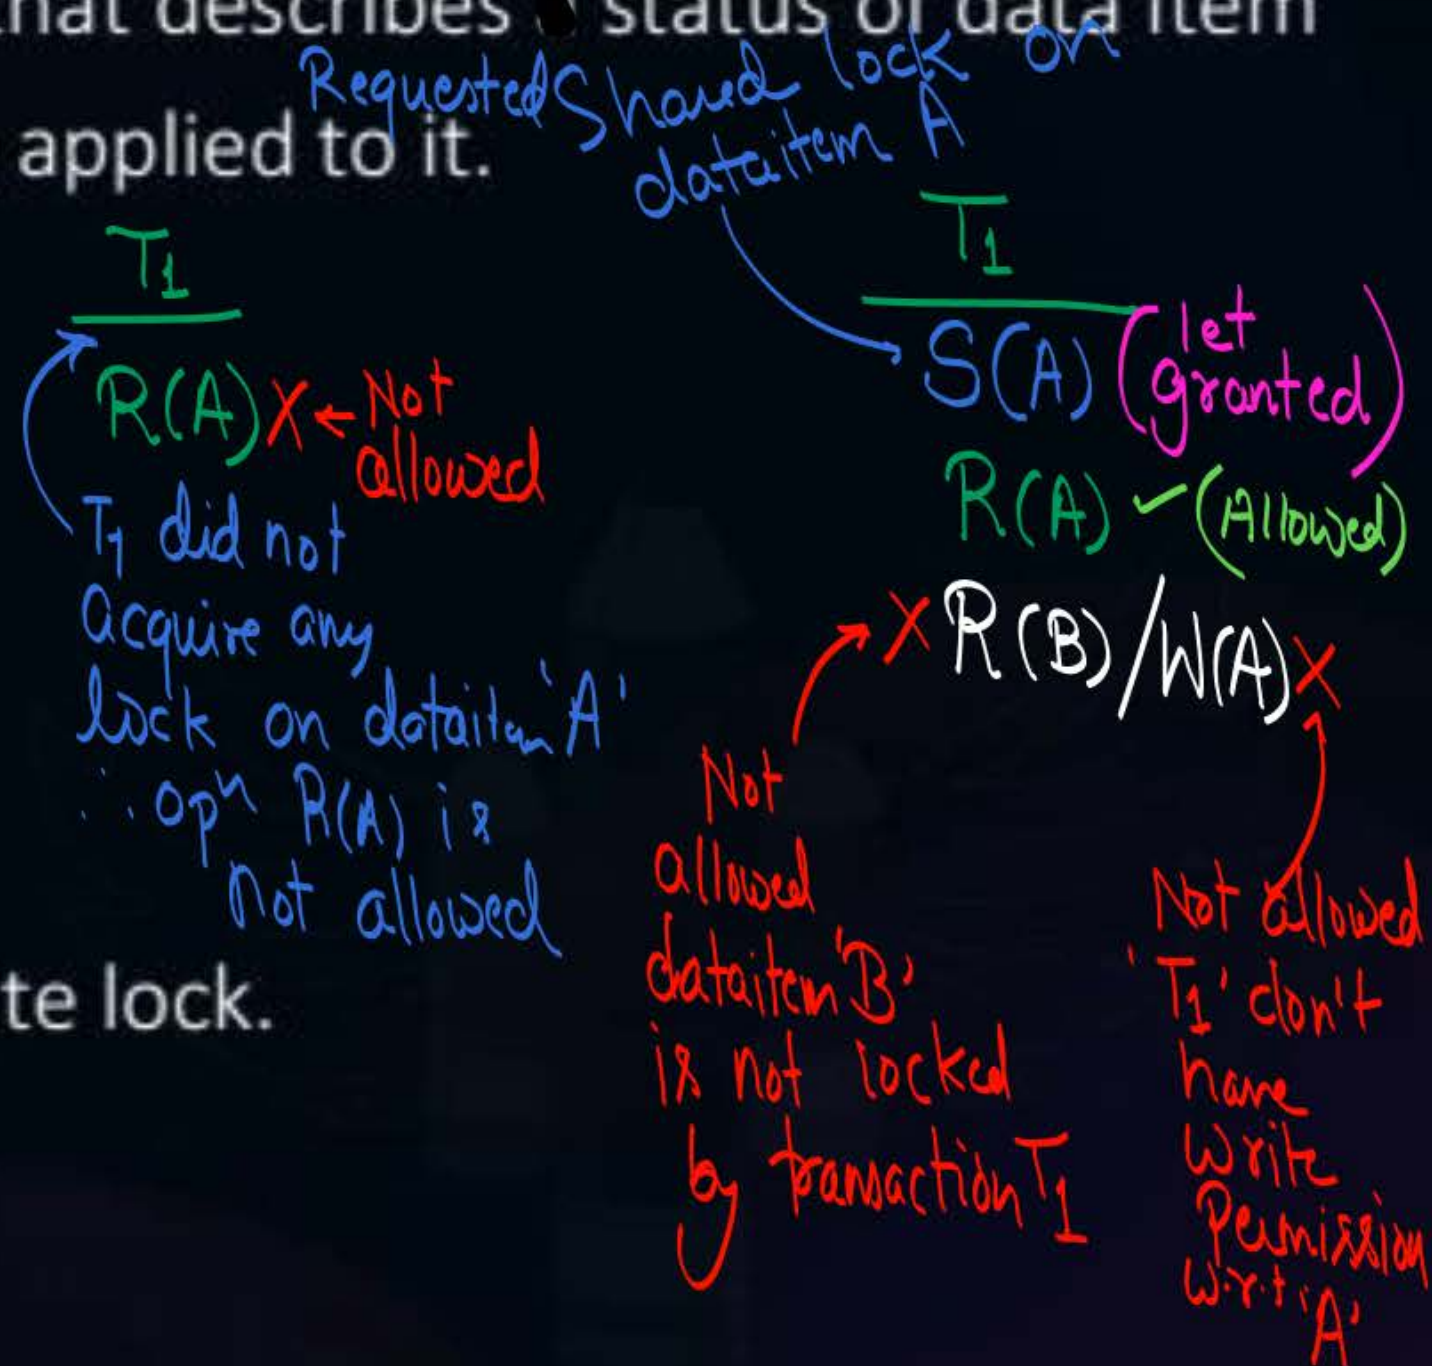 that describes status of data item
Requested Shared lock on
dataitem A
applied to it.
T1
R(A) X ← Not
allowed
T1 did not
Acquire any
lock on dataitem 'A'
∴ opn R(A) is
not allowed
T1
S(A) (let
granted)
R(A) ✓ (Allowed)
X R(B)/W(A) X
Not
allowed
dataitem 'B'
is not locked
by transaction T1
Not allowed
'T1' don't
have
write
Permission
w.r.t 'A'
te lock.